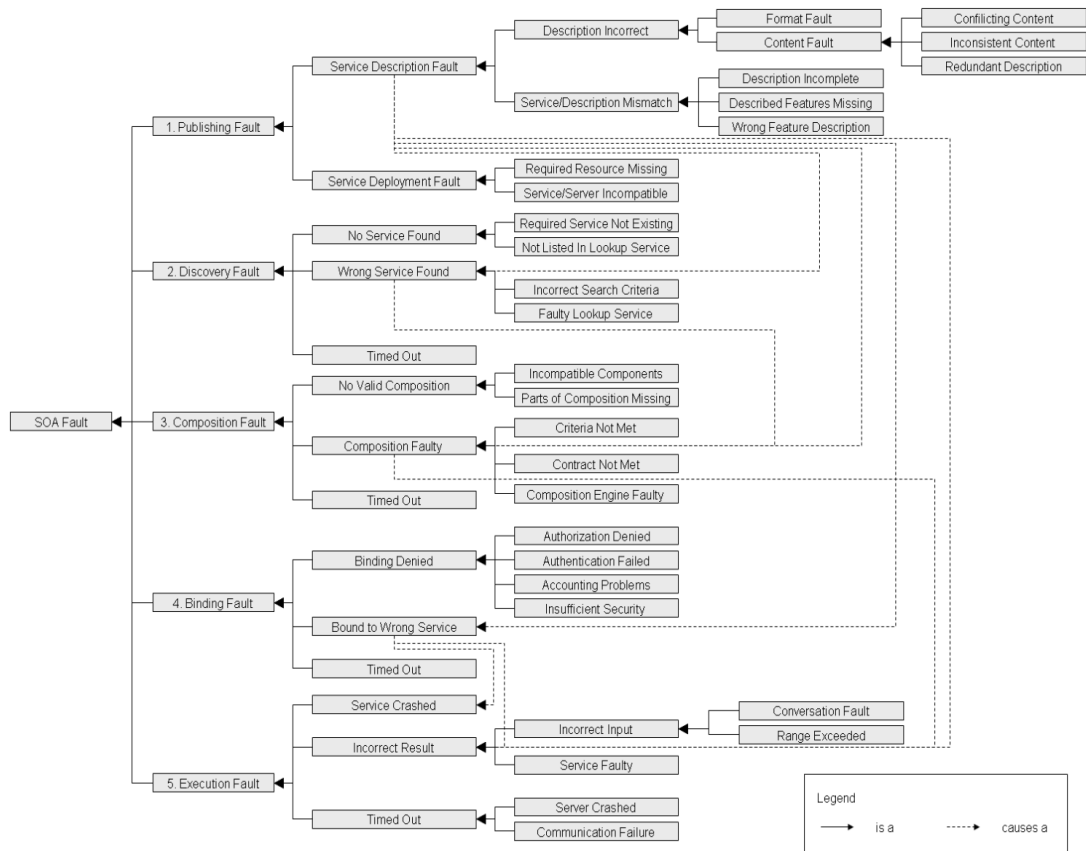 Format Fault
Confilicting Content
Description Incorrect
Content Fault
Inconsistent Content
Service Description Fault
Redundant Description
Description Incomplete
Service/Description Mismatch
Described Features Missing
1. Publishing Fault
Wrong Feature Description
Required Resource Missing
Service Deployment Fault
Service/Server Incompatible
Required Service Not Existing
No Service Found
Not Listed In Lookup Service
2. Discovery Fault
Wrong Service Found
Incorrect Search Criteria
Faulty Lookup Service
Timed Out
Incompatible Components
No Valid Composition
Parts of Composition Missing
SOA Fault
3. Composition Fault
Criteria Not Met
Composition Faulty
Contract Not Met
Composition Engine Faulty
Timed Out
Authorization Denied
Binding Denied
Authentication Failed
Accounting Problems
4. Binding Fault
Insufficient Security
Bound to Wrong Service
Timed Out
Service Crashed
Conversation Fault
Incorrect Input
Range Exceeded
Incorrect Result
Service Faulty
5. Execution Fault
Server Crashed
Timed Out
Communication Failure
Legend
is a
causes a